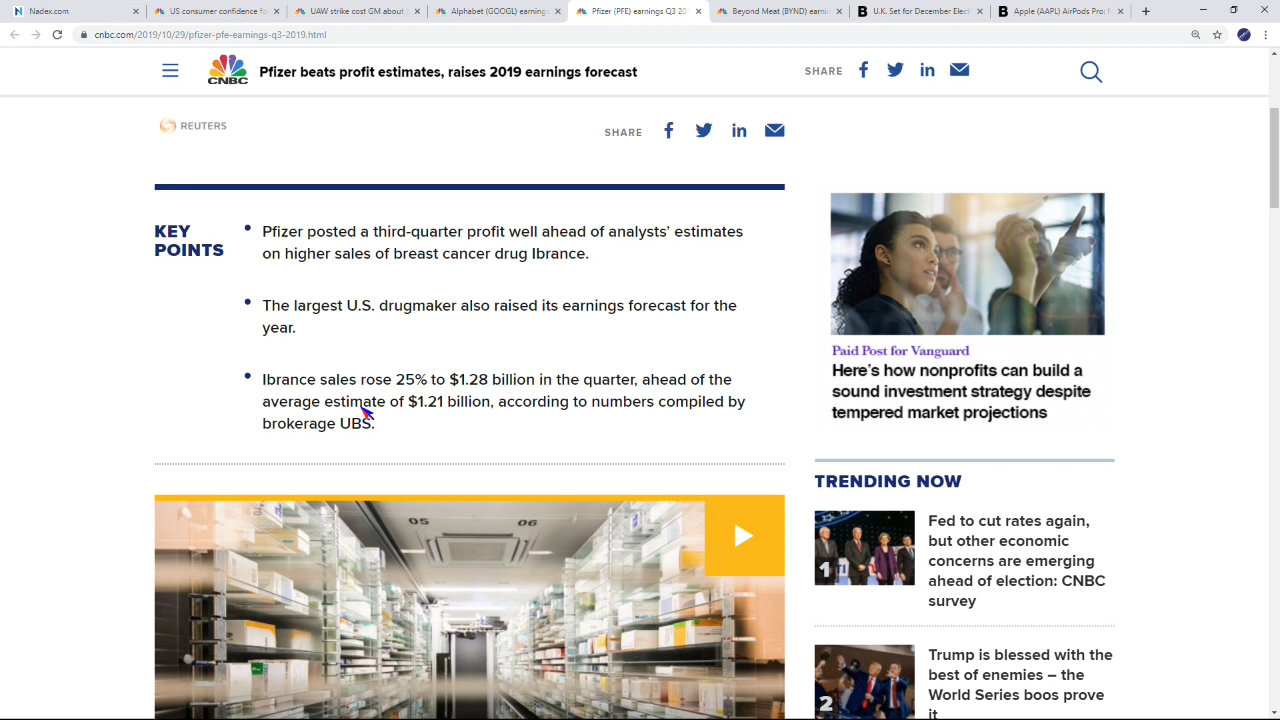 Nadex.com
US consumer confidence fo
UAW strike cost GM about
Alphabet (GOOGL) earnings
Pfizer (PFE) earnings Q3 20
Beyond Meat (BYND) earni
U.K. Set for December Elect
Apple (AAPL) AirPods Pro:
cnbc.com/2019/10/29/pfizer-pfe-earnings-q3-2019.html
CNBC
Pfizer beats profit estimates, raises 2019 earnings forecast
SHARE
REUTERS
SHARE
KEY
POINTS
Pfizer posted a third-quarter profit well ahead of analysts’ estimates
on higher sales of breast cancer drug Ibrance.
The largest U.S. drugmaker also raised its earnings forecast for the
year.
Ibrance sales rose 25% to $1.28 billion in the quarter, ahead of the
average estimate of $1.21 billion, according to numbers compiled by
brokerage UBS.
05
06
Paid Post for Vanguard
Here’s how nonprofits can build a
sound investment strategy despite
tempered market projections
TRENDING NOW
1
Fed to cut rates again,
but other economic
concerns are emerging
ahead of election: CNBC
survey
2
Trump is blessed with the
best of enemies – the
World Series boos prove
it